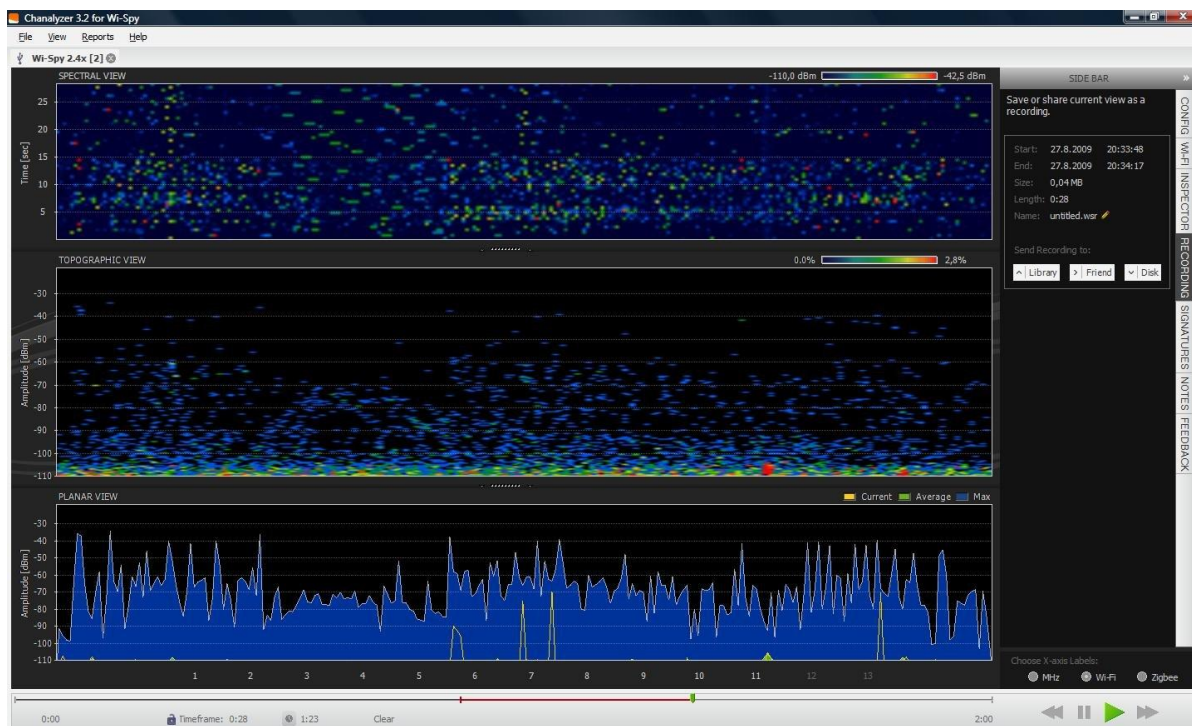 Chanalyzer 3.2 for Wi-Spy
File View Reports Help
Wi-Spy 2.4x [2]
SPECTRAL VIEW -110,0 dBm -42,5 dBm
Time [sec]
25
20
15
10
5
TOPOGRAPHIC VIEW 0.0% 2,8%
Amplitude [dBm]
-30
-40
-50
-60
-70
-80
-90
-100
-110
PLANAR VIEW Current Average Max
Amplitude [dBm]
-30
-40
-50
-60
-70
-80
-90
-100
-110
1 2 3 4 5 6 7 8 9 10 11 12 13
0:00 Timeframe: 0:28 1:23 Clear 2:00
SIDE BAR
Save or share current view as a
recording.
Start: 27.8.2009 20:33:48
End: 27.8.2009 20:34:17
Size: 0,04 MB
Length: 0:28
Name: untitled.wsr
Send Recording to:
Library Friend Disk
CONFIG
WI-FI
INSPECTOR
RECORDING
SIGNATURES
NOTES
FEEDBACK
Choose X-axis Labels:
MHz Wi-Fi Zigbee